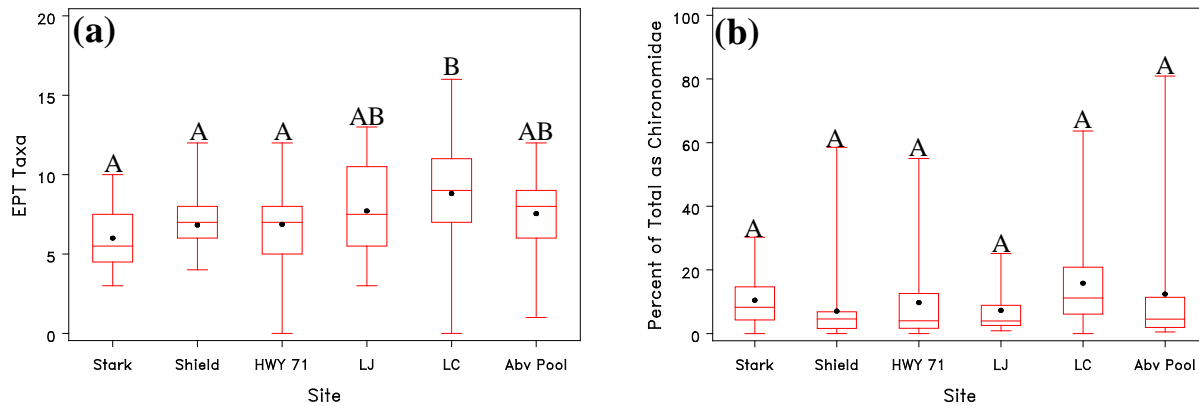 (a)
20
15
10
5
0
EPT Taxa
A
A
A
AB
B
AB
Stark Shield HWY 71 LJ LC Abv Pool
Site
(b)
100
80
60
40
20
0
Percent of Total as Chironomidae
A
A
A
A
A
A
Stark Shield HWY 71 LJ LC Abv Pool
Site